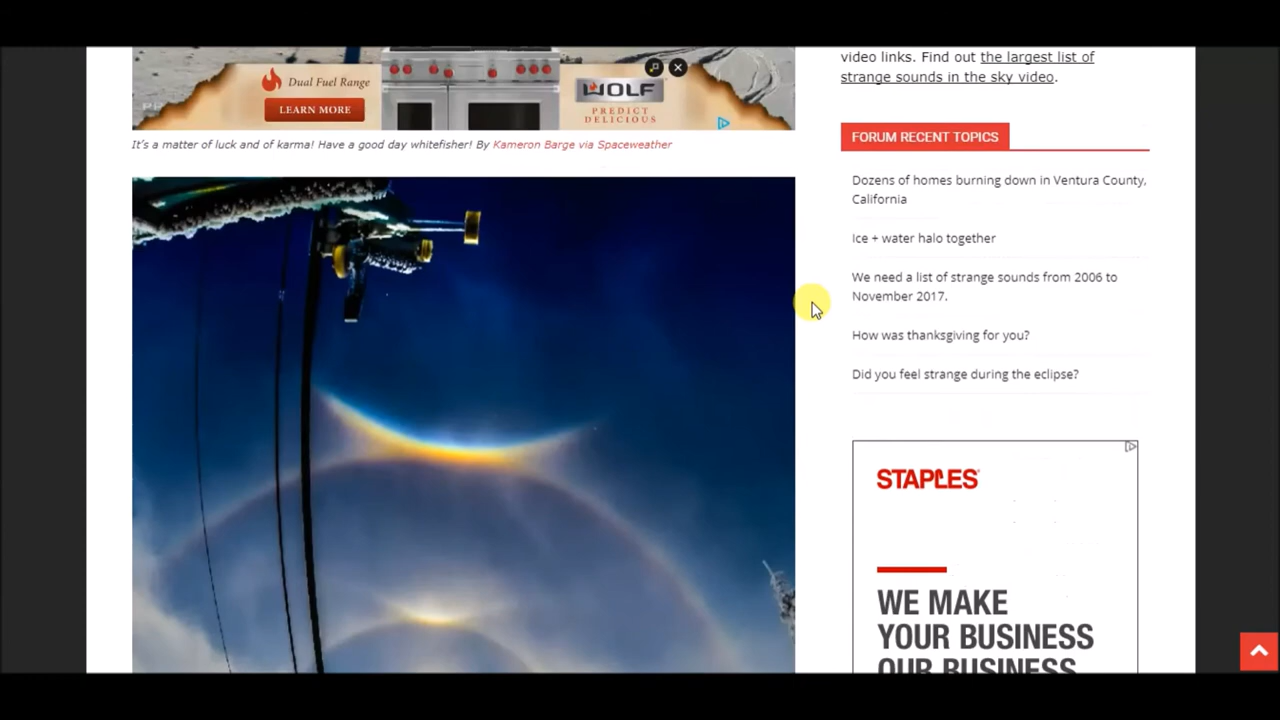 Dual Fuel Range
LEARN MORE
WOLF
PREDICT
DELICIOUS
It's a matter of luck and of karma! Have a good day whitefisher! By Kameron Barge via Spaceweather
video links. Find out the largest list of
strange sounds in the sky video.
FORUM RECENT TOPICS
Dozens of homes burning down in Ventura County,
California
Ice + water halo together
We need a list of strange sounds from 2006 to
November 2017.
How was thanksgiving for you?
Did you feel strange during the eclipse?
STAPLES
WE MAKE
YOUR BUSINESS
OUR BUSINESS